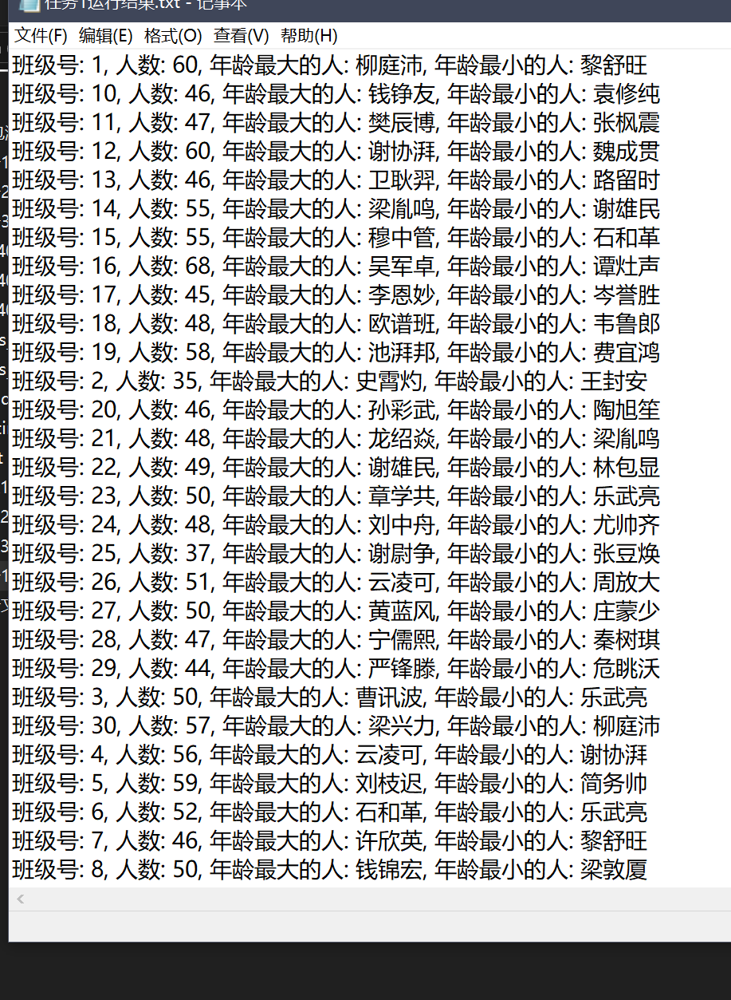 任务1运行结果.txt - 记事本
文件(F) 编辑(E) 格式(O) 查看(V) 帮助(H)
班级号: 1, 人数: 60, 年龄最大的人: 柳庭沛, 年龄最小的人: 黎舒旺
班级号: 10, 人数: 46, 年龄最大的人: 钱铮友, 年龄最小的人: 袁修纯
班级号: 11, 人数: 47, 年龄最大的人: 樊辰博, 年龄最小的人: 张枫震
班级号: 12, 人数: 60, 年龄最大的人: 谢协湃, 年龄最小的人: 魏成贯
班级号: 13, 人数: 46, 年龄最大的人: 卫耿羿, 年龄最小的人: 路留时
班级号: 14, 人数: 55, 年龄最大的人: 梁胤鸣, 年龄最小的人: 谢雄民
班级号: 15, 人数: 55, 年龄最大的人: 穆中管, 年龄最小的人: 石和革
班级号: 16, 人数: 68, 年龄最大的人: 吴军卓, 年龄最小的人: 谭灶声
班级号: 17, 人数: 45, 年龄最大的人: 李恩妙, 年龄最小的人: 岑誉胜
班级号: 18, 人数: 48, 年龄最大的人: 欧谱班, 年龄最小的人: 韦鲁郎
班级号: 19, 人数: 58, 年龄最大的人: 池湃邦, 年龄最小的人: 费宜鸿
班级号: 2, 人数: 35, 年龄最大的人: 史霄灼, 年龄最小的人: 王封安
班级号: 20, 人数: 46, 年龄最大的人: 孙彩武, 年龄最小的人: 陶旭笙
班级号: 21, 人数: 48, 年龄最大的人: 龙绍焱, 年龄最小的人: 梁胤鸣
班级号: 22, 人数: 49, 年龄最大的人: 谢雄民, 年龄最小的人: 林包显
班级号: 23, 人数: 50, 年龄最大的人: 章学共, 年龄最小的人: 乐武亮
班级号: 24, 人数: 48, 年龄最大的人: 刘中舟, 年龄最小的人: 尤帅齐
班级号: 25, 人数: 37, 年龄最大的人: 谢尉争, 年龄最小的人: 张豆焕
班级号: 26, 人数: 51, 年龄最大的人: 云凌可, 年龄最小的人: 周放大
班级号: 27, 人数: 50, 年龄最大的人: 黄蓝风, 年龄最小的人: 庄蒙少
班级号: 28, 人数: 47, 年龄最大的人: 宁儒熙, 年龄最小的人: 秦树琪
班级号: 29, 人数: 44, 年龄最大的人: 严锋滕, 年龄最小的人: 危眺沃
班级号: 3, 人数: 50, 年龄最大的人: 曹讯波, 年龄最小的人: 乐武亮
班级号: 30, 人数: 57, 年龄最大的人: 梁兴力, 年龄最小的人: 柳庭沛
班级号: 4, 人数: 56, 年龄最大的人: 云凌可, 年龄最小的人: 谢协湃
班级号: 5, 人数: 59, 年龄最大的人: 刘枝迟, 年龄最小的人: 简务帅
班级号: 6, 人数: 52, 年龄最大的人: 石和革, 年龄最小的人: 乐武亮
班级号: 7, 人数: 46, 年龄最大的人: 许欣英, 年龄最小的人: 黎舒旺
班级号: 8, 人数: 50, 年龄最大的人: 钱锦宏, 年龄最小的人: 梁敦厦